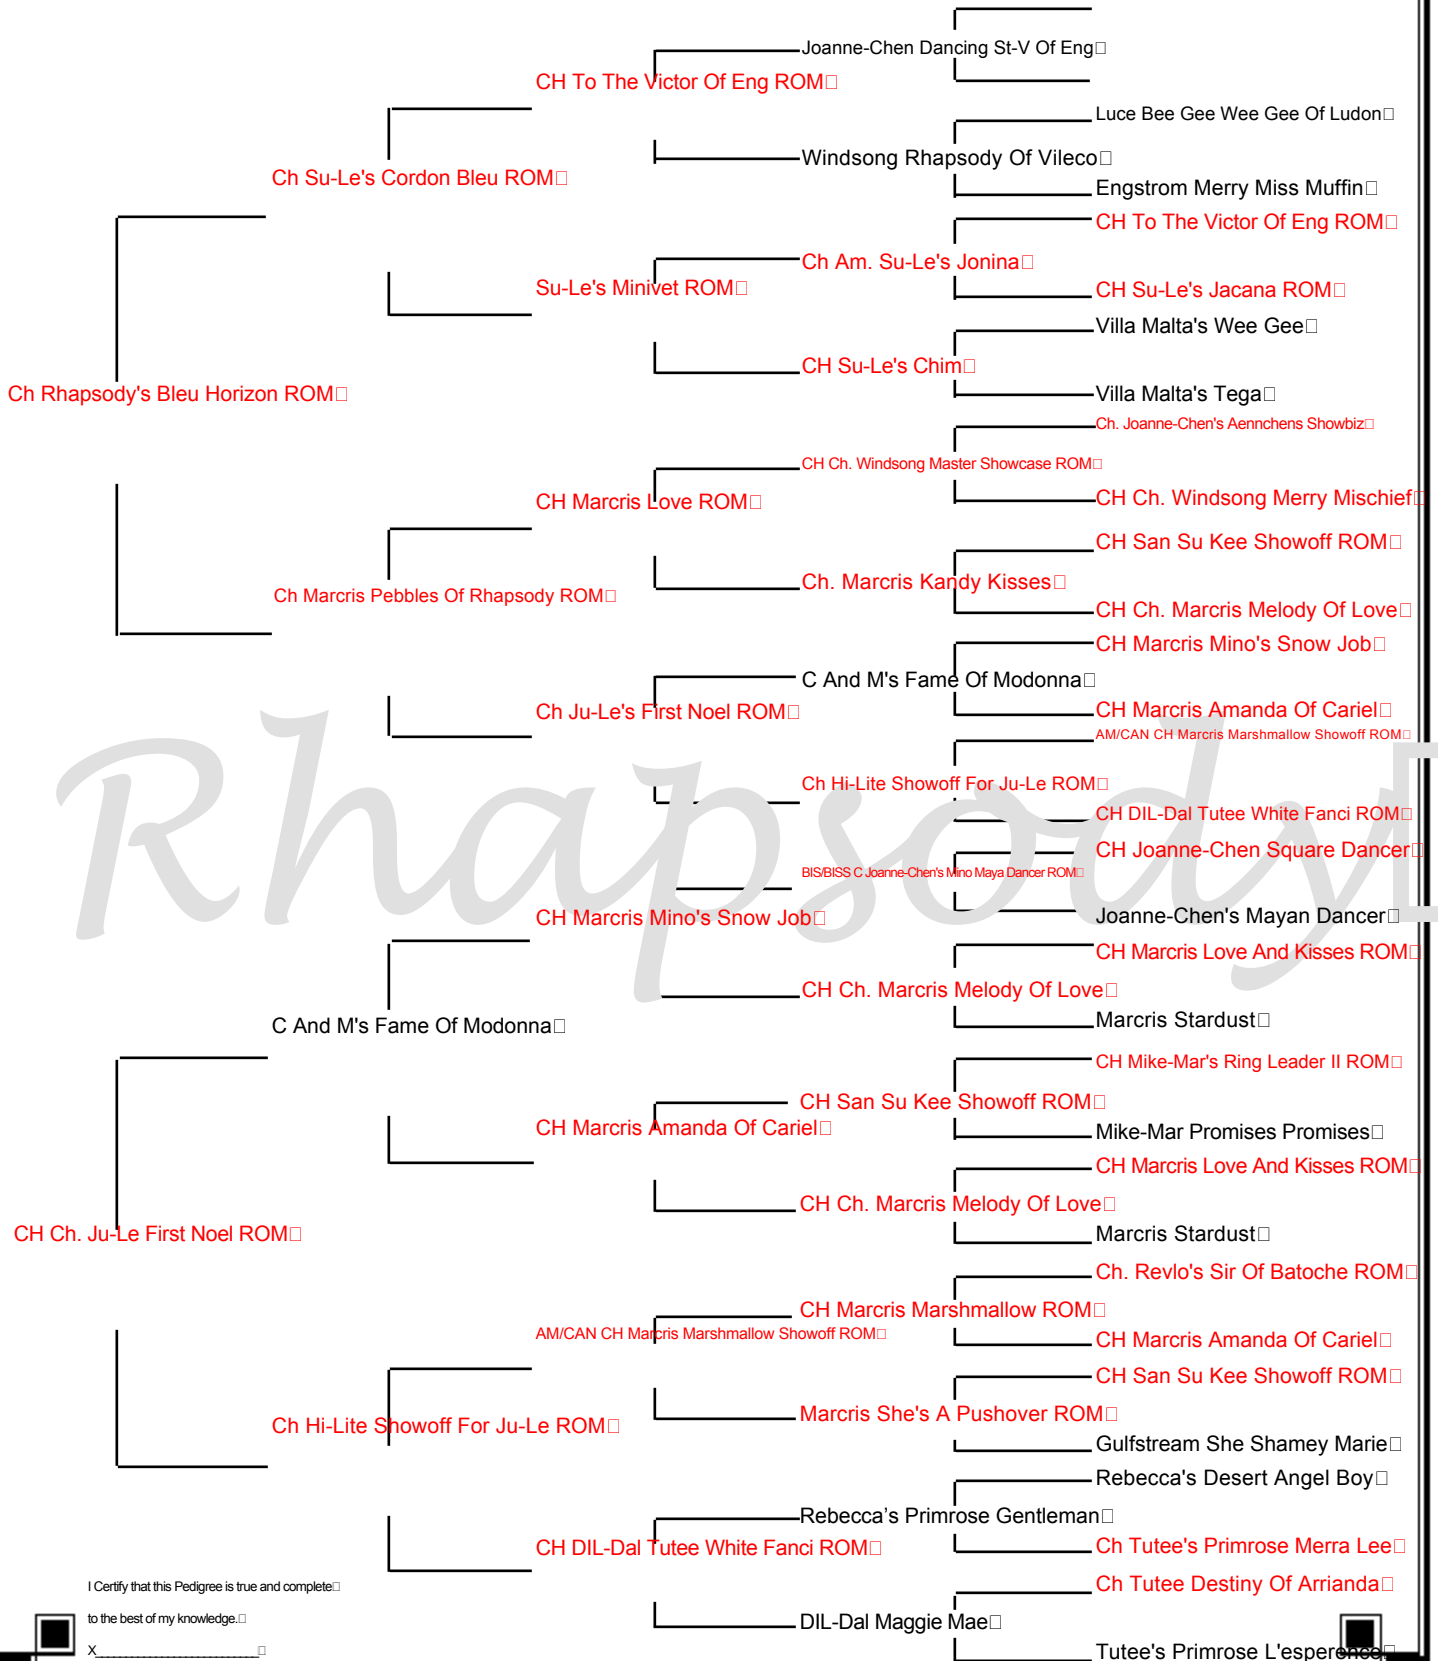 Joanne-Chen Dancing St-V Of Eng
CH To The Victor Of Eng ROM
Luce Bee Gee Wee Gee Of Ludon
Windsong Rhapsody Of Vileco
Ch Su-Le's Cordon Bleu ROM
Engstrom Merry Miss Muffin
CH To The Victor Of Eng ROM
Ch Am. Su-Le's Jonina
Su-Le's Minivet ROM
CH Su-Le's Jacana ROM
Villa Malta's Wee Gee
CH Su-Le's Chim
Ch Rhapsody's Bleu Horizon ROM
Villa Malta's Tega
Ch. Joanne-Chen's Aennchens Showbiz
CH Ch. Windsong Master Showcase ROM
CH Marcris Love ROM
CH Ch. Windsong Merry Mischief
CH San Su Kee Showoff ROM
Ch. Marcris Kandy Kisses
Ch Marcris Pebbles Of Rhapsody ROM
CH Ch. Marcris Melody Of Love
CH Marcris Mino's Snow Job
C And M's Fame Of Modonna
Ch Ju-Le's First Noel ROM
CH Marcris Amanda Of Cariel
AM/CAN CH Marcris Marshmallow Showoff ROM
Ch Hi-Lite Showoff For Ju-Le ROM
CH DIL-Dal Tutee White Fanci ROM
Rhapsody
CH Joanne-Chen Square Dancer
BIS/BISS C Joanne-Chen's Mino Maya Dancer ROM
CH Marcris Mino's Snow Job
Joanne-Chen's Mayan Dancer
CH Marcris Love And Kisses ROM
CH Ch. Marcris Melody Of Love
C And M's Fame Of Modonna
Marcris Stardust
CH Mike-Mar's Ring Leader II ROM
CH San Su Kee Showoff ROM
CH Marcris Amanda Of Cariel
Mike-Mar Promises Promises
CH Marcris Love And Kisses ROM
CH Ch. Marcris Melody Of Love
CH Ch. Ju-Le First Noel ROM
Marcris Stardust
Ch. Revlo's Sir Of Batoche ROM
CH Marcris Marshmallow ROM
AM/CAN CH Marcris Marshmallow Showoff ROM
CH Marcris Amanda Of Cariel
CH San Su Kee Showoff ROM
Marcris She's A Pushover ROM
Ch Hi-Lite Showoff For Ju-Le ROM
Gulfstream She Shamey Marie
Rebecca's Desert Angel Boy
Rebecca’s Primrose Gentleman
CH DIL-Dal Tutee White Fanci ROM
Ch Tutee's Primrose Merra Lee
Ch Tutee Destiny Of Arrianda
DIL-Dal Maggie Mae
Tutee's Primrose L'esperence
I Certify that this Pedigree is true and complete
to the best of my knowledge.
X__________________________